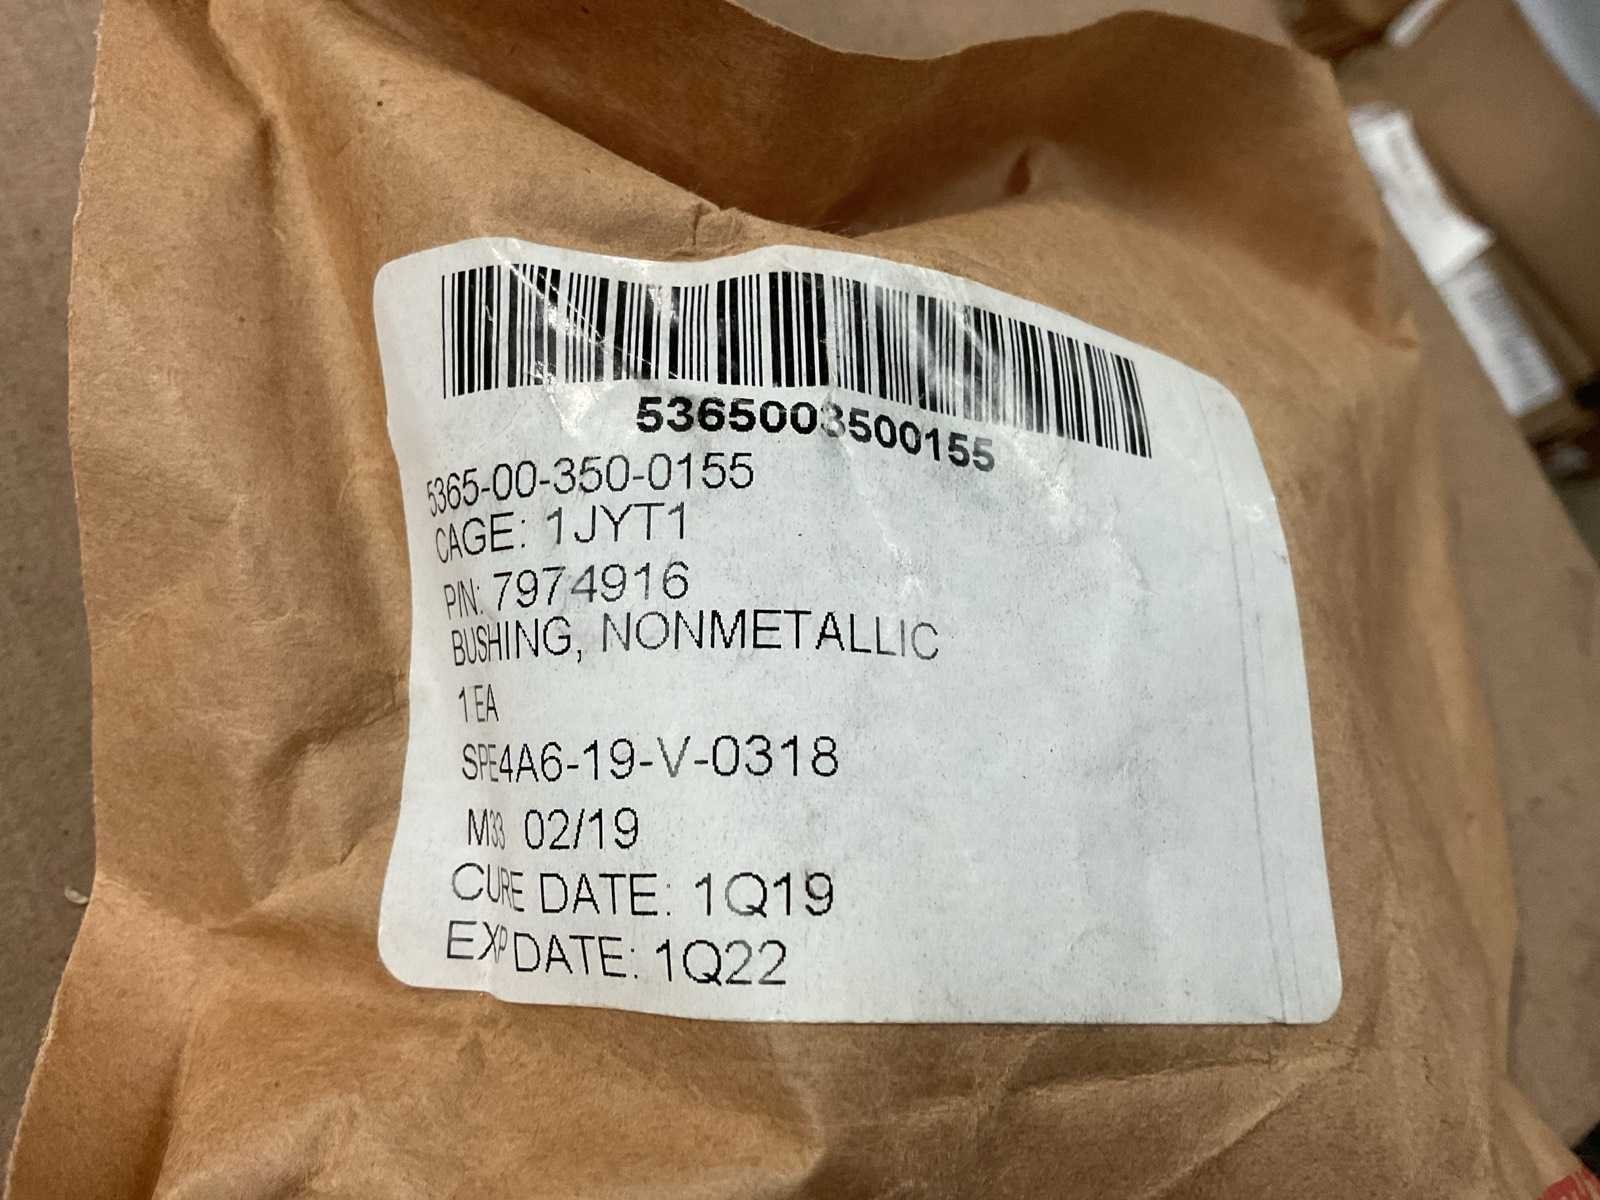 5365003500155
5365-00-350-0155
CAGE: 1JYT1
P/N: 7974916
BUSHING, NONMETALLIC
1 EA
SPE4A6-19-V-0318
M33 02/19
CURE DATE: 1Q19
EXP DATE: 1Q22